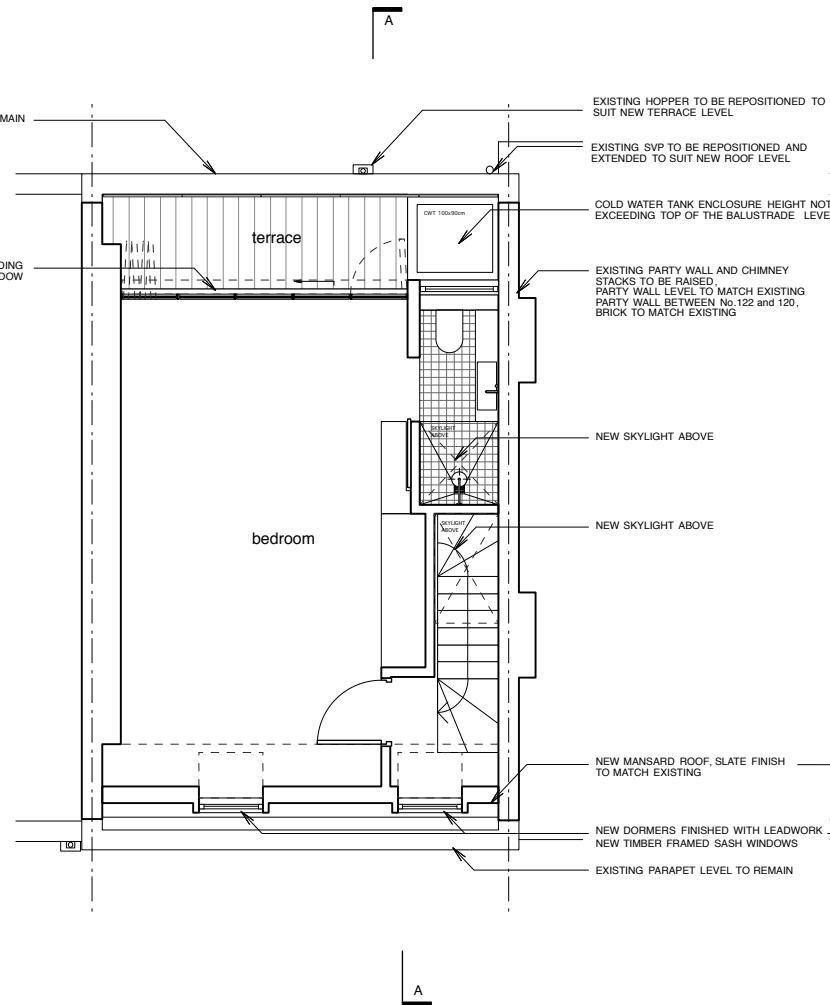 A
EXISTING HOPPER TO BE REPOSITIONED TO
SUIT NEW TERRACE LEVEL
MAIN
EXISTING SVP TO BE REPOSITIONED AND
EXTENDED TO SUIT NEW ROOF LEVEL
CWT 100x90cm
COLD WATER TANK ENCLOSURE HEIGHT NOT
EXCEEDING TOP OF THE BALUSTRADE LEVE
terrace
DING
DOW
EXISTING PARTY WALL AND CHIMNEY
STACKS TO BE RAISED,
PARTY WALL LEVEL TO MATCH EXISTING
PARTY WALL BETWEEN No.122 and 120,
BRICK TO MATCH EXISTING
SKYLIGHT
ABOVE
NEW SKYLIGHT ABOVE
SKYLIGHT
ABOVE
NEW SKYLIGHT ABOVE
bedroom
NEW MANSARD ROOF, SLATE FINISH
TO MATCH EXISTING
NEW DORMERS FINISHED WITH LEADWORK
NEW TIMBER FRAMED SASH WINDOWS
EXISTING PARAPET LEVEL TO REMAIN
A